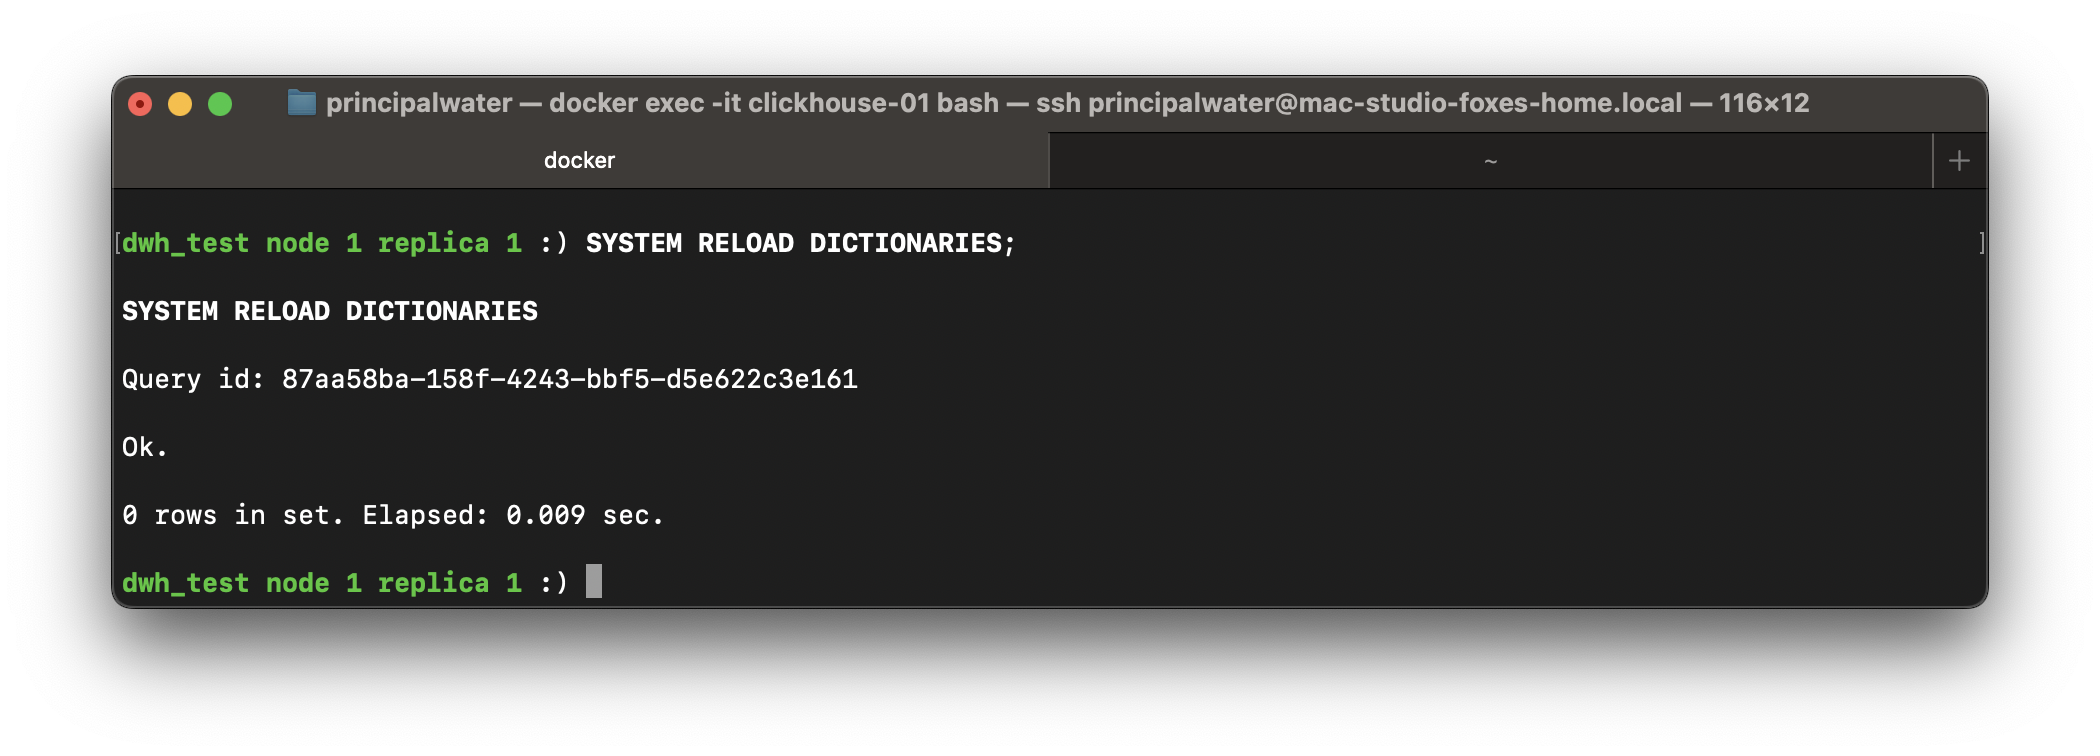 principalwater — docker exec -it clickhouse-01 bash — ssh principalwater@mac-studio-foxes-home.local — 116×12
docker
~
[dwh_test node 1 replica 1 :) SYSTEM RELOAD DICTIONARIES; ]
SYSTEM RELOAD DICTIONARIES
Query id: 87aa58ba-158f-4243-bbf5-d5e622c3e161
Ok.
0 rows in set. Elapsed: 0.009 sec.
dwh_test node 1 replica 1 :)